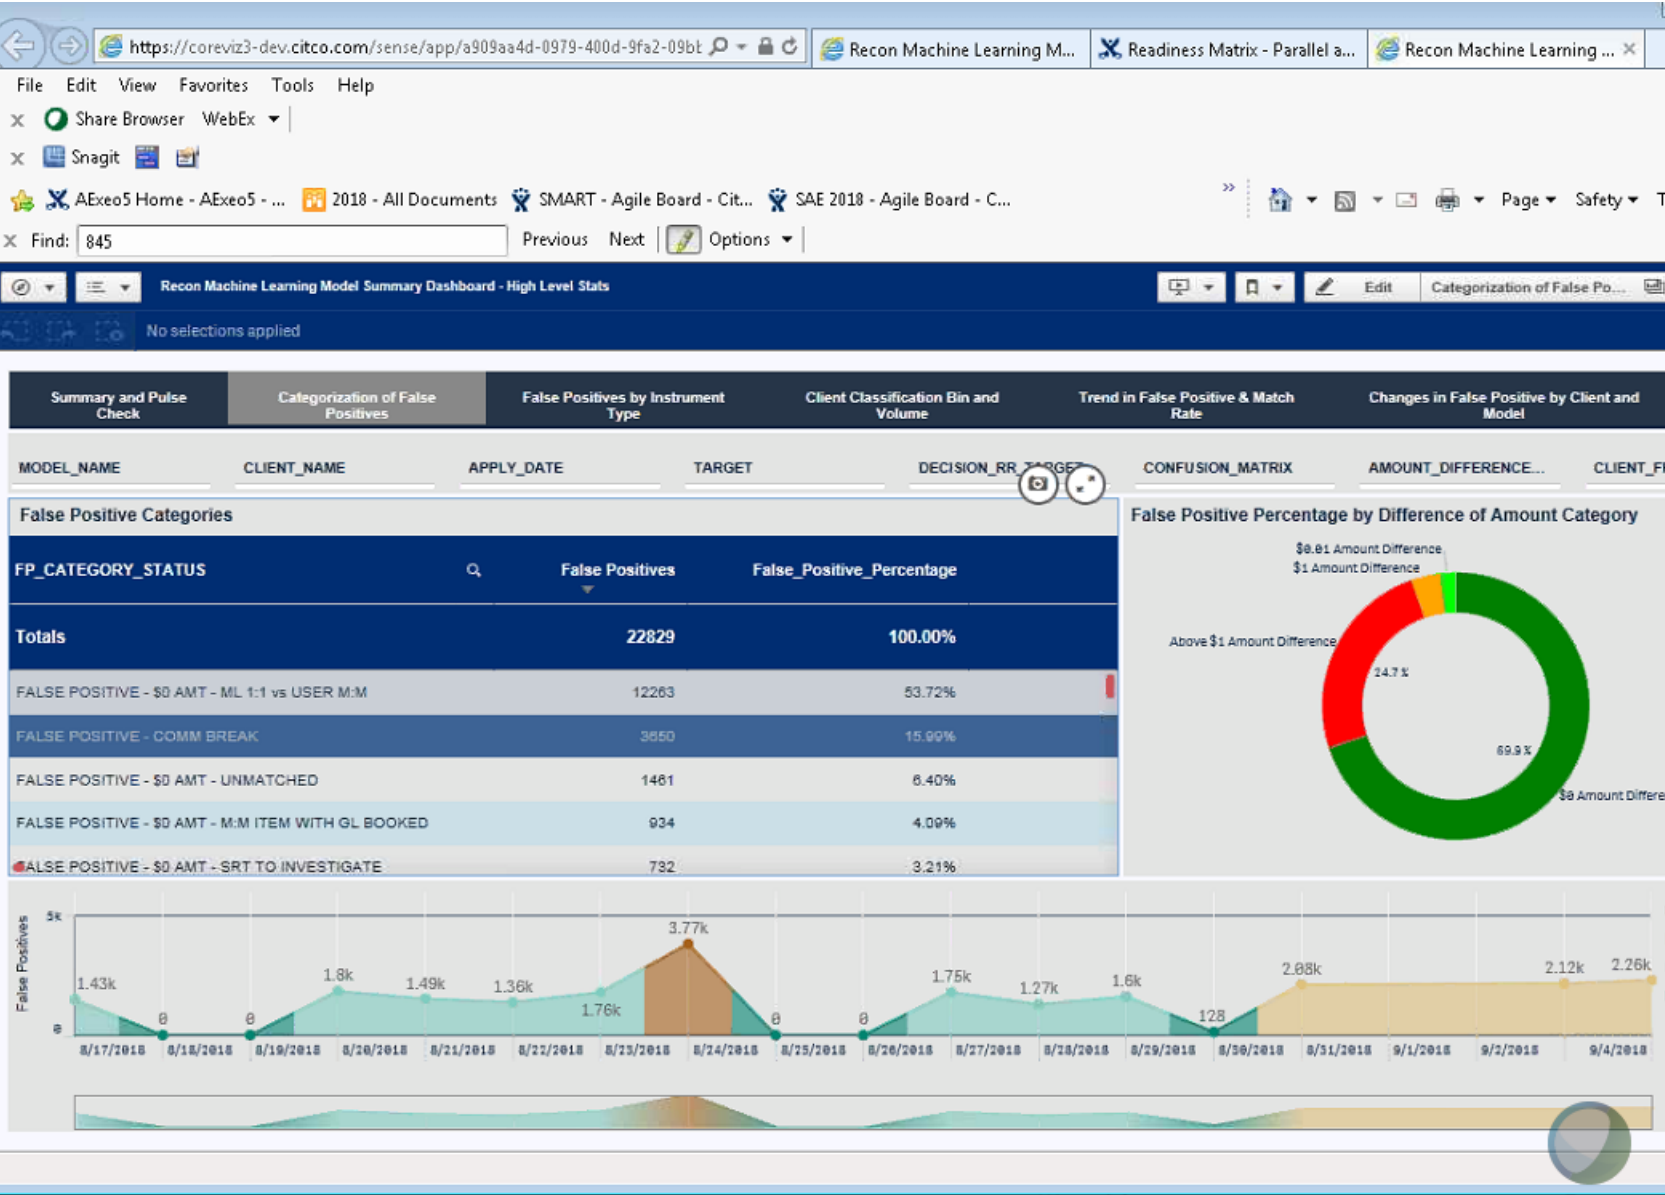 https://coreviz3-dev.citco.com/sense/app/a909aa4d-0979-400d-9fa2-09bb
Recon Machine Learning M...
Readiness Matrix - Parallel a...
Recon Machine Learning ...
File Edit View Favorites Tools Help
Share Browser WebEx
Snagit
AExeo5 Home - AExeo5 - ... 2018 - All Documents SMART - Agile Board - Cit... SAE 2018 - Agile Board - C... Page Safety
Find: 845 Previous Next Options
Recon Machine Learning Model Summary Dashboard - High Level Stats Edit Categorization of False Po...
No selections applied
Summary and Pulse Check
Categorization of False Positives
False Positives by Instrument Type
Client Classification Bin and Volume
Trend in False Positive & Match Rate
Changes in False Positive by Client and Model
MODEL_NAME CLIENT_NAME APPLY_DATE TARGET DECISION_RR_TARGET CONFUSION_MATRIX AMOUNT_DIFFERENCE... CLIENT_F
False Positive Categories
FP_CATEGORY_STATUS False Positives False_Positive_Percentage
Totals 22829 100.00%
FALSE POSITIVE - $0 AMT - ML 1:1 vs USER M:M 12263 53.72%
FALSE POSITIVE - COMM BREAK 3650 15.99%
FALSE POSITIVE - $0 AMT - UNMATCHED 1461 6.40%
FALSE POSITIVE - $0 AMT - M:M ITEM WITH GL BOOKED 934 4.09%
FALSE POSITIVE - $0 AMT - SRT TO INVESTIGATE 732 3.21%
False Positive Percentage by Difference of Amount Category
$0.01 Amount Difference
$1 Amount Difference
Above $1 Amount Difference
24.7%
69.9%
$0 Amount Differe
False Positives
5k
0
1.43k 0 0 1.8k 1.49k 1.36k 1.76k 3.77k 0 0 1.75k 1.27k 1.6k 128 2.08k 2.12k 2.26k
8/17/2018 8/18/2018 8/19/2018 8/20/2018 8/21/2018 8/22/2018 8/23/2018 8/24/2018 8/25/2018 8/26/2018 8/27/2018 8/28/2018 8/29/2018 8/30/2018 8/31/2018 9/1/2018 9/2/2018 9/4/2018